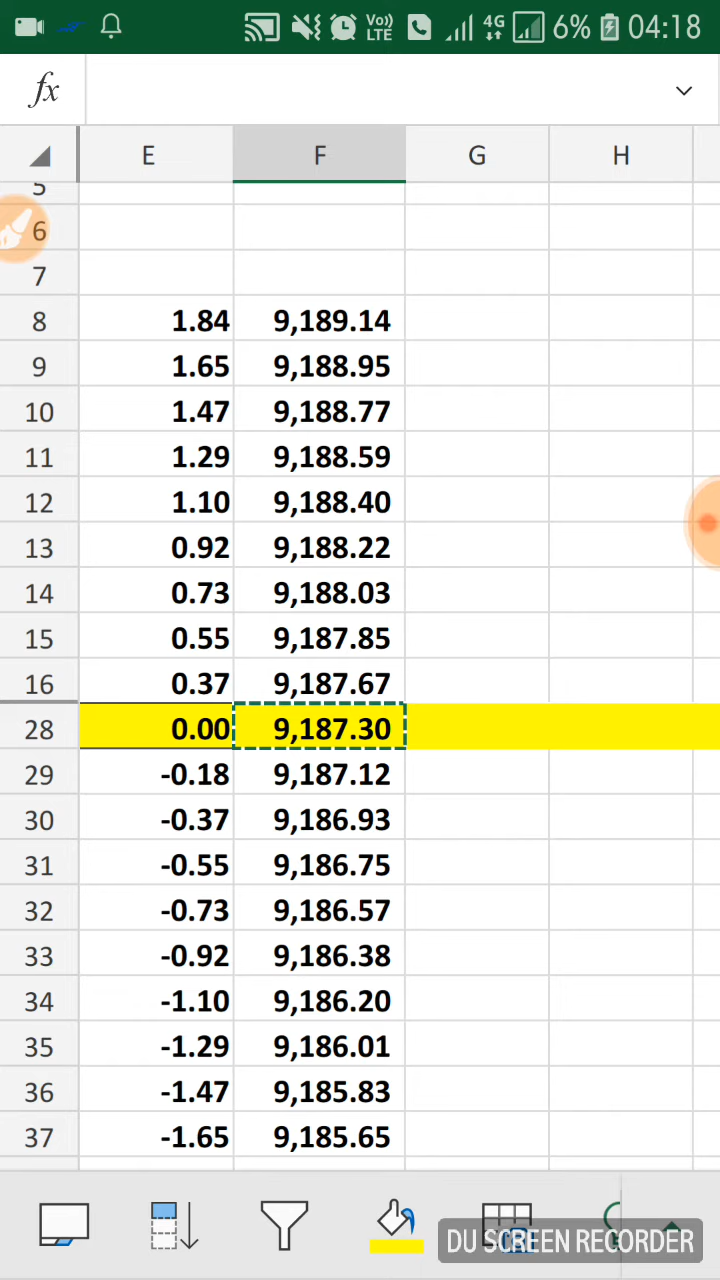 Vo)) LTE 4G 6% 04:18
fx
E F G H
5
6
7
8 1.84 9,189.14
9 1.65 9,188.95
10 1.47 9,188.77
11 1.29 9,188.59
12 1.10 9,188.40
13 0.92 9,188.22
14 0.73 9,188.03
15 0.55 9,187.85
16 0.37 9,187.67
28 0.00 9,187.30
29 -0.18 9,187.12
30 -0.37 9,186.93
31 -0.55 9,186.75
32 -0.73 9,186.57
33 -0.92 9,186.38
34 -1.10 9,186.20
35 -1.29 9,186.01
36 -1.47 9,185.83
37 -1.65 9,185.65
DU SCREEN RECORDER